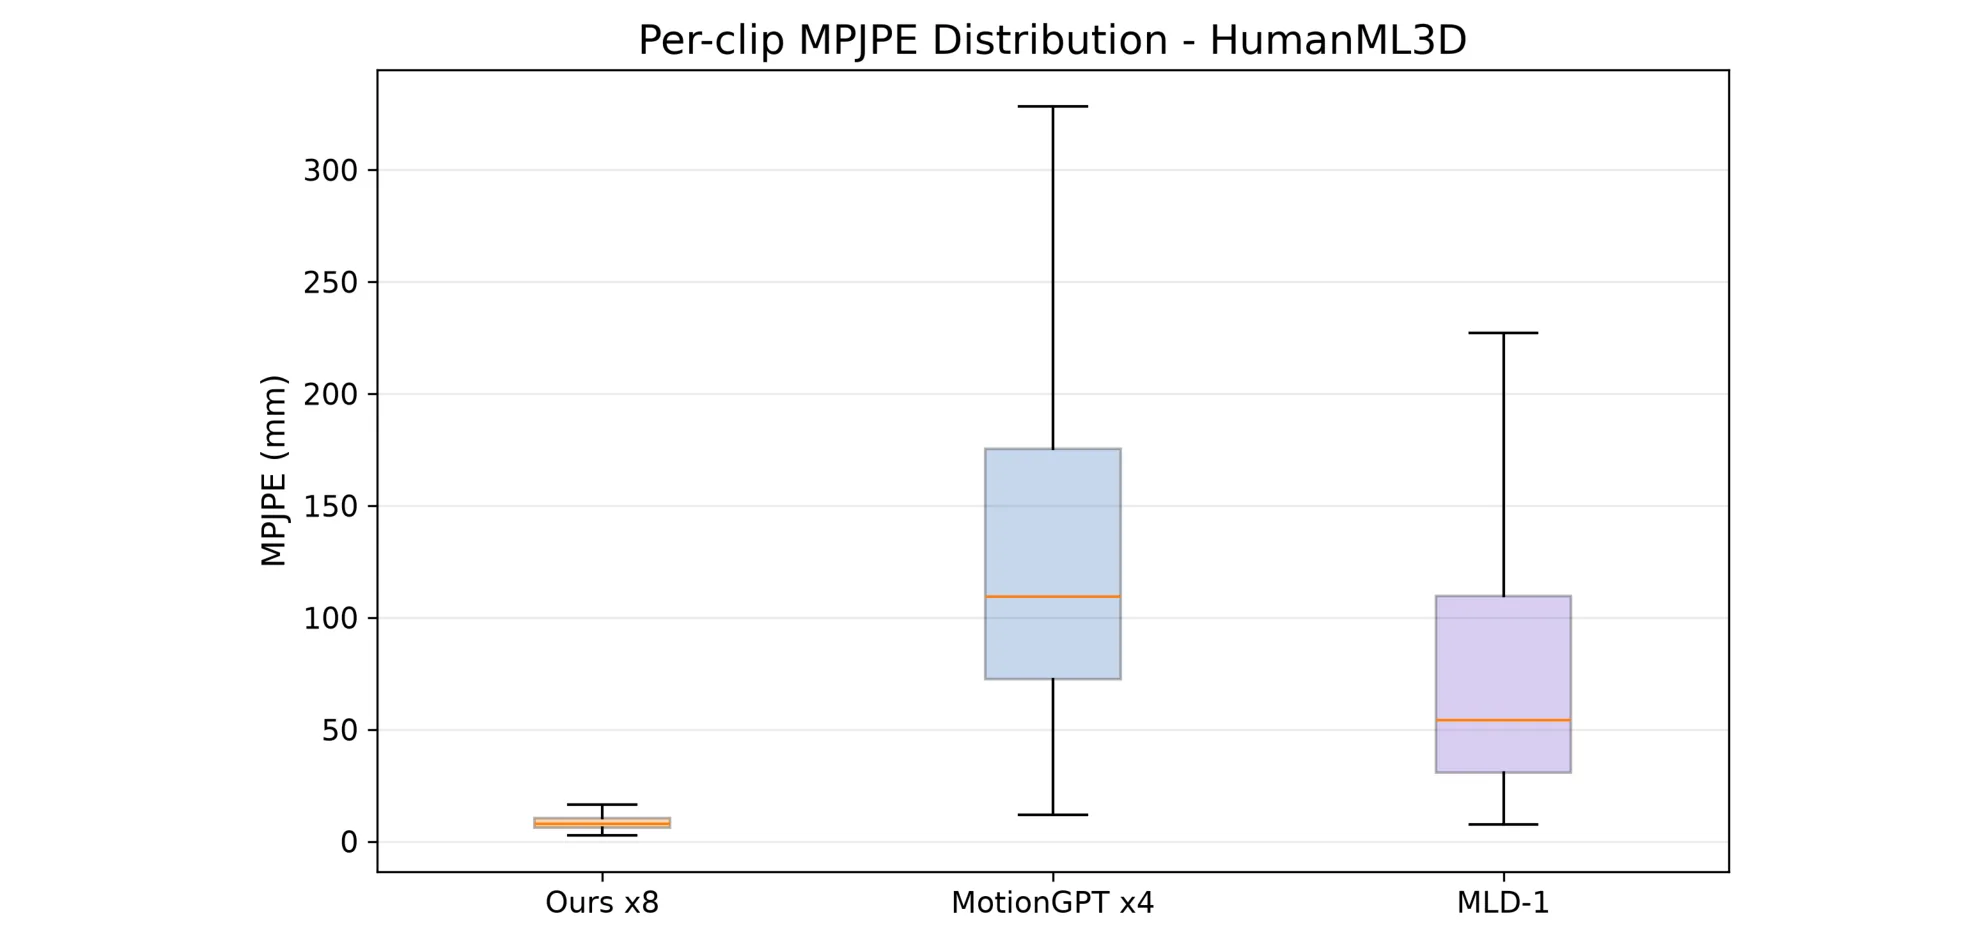 Per-clip MPJPE Distribution - HumanML3D
MPJPE (mm)
300
250
200
150
100
50
0
Ours x8
MotionGPT x4
MLD-1